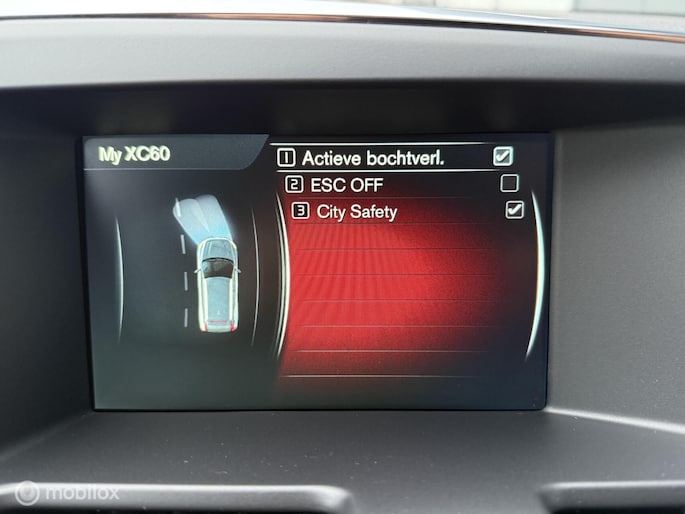 My XC60
1 Actieve bochtverl.
2 ESC OFF
3 City Safety
mobilox